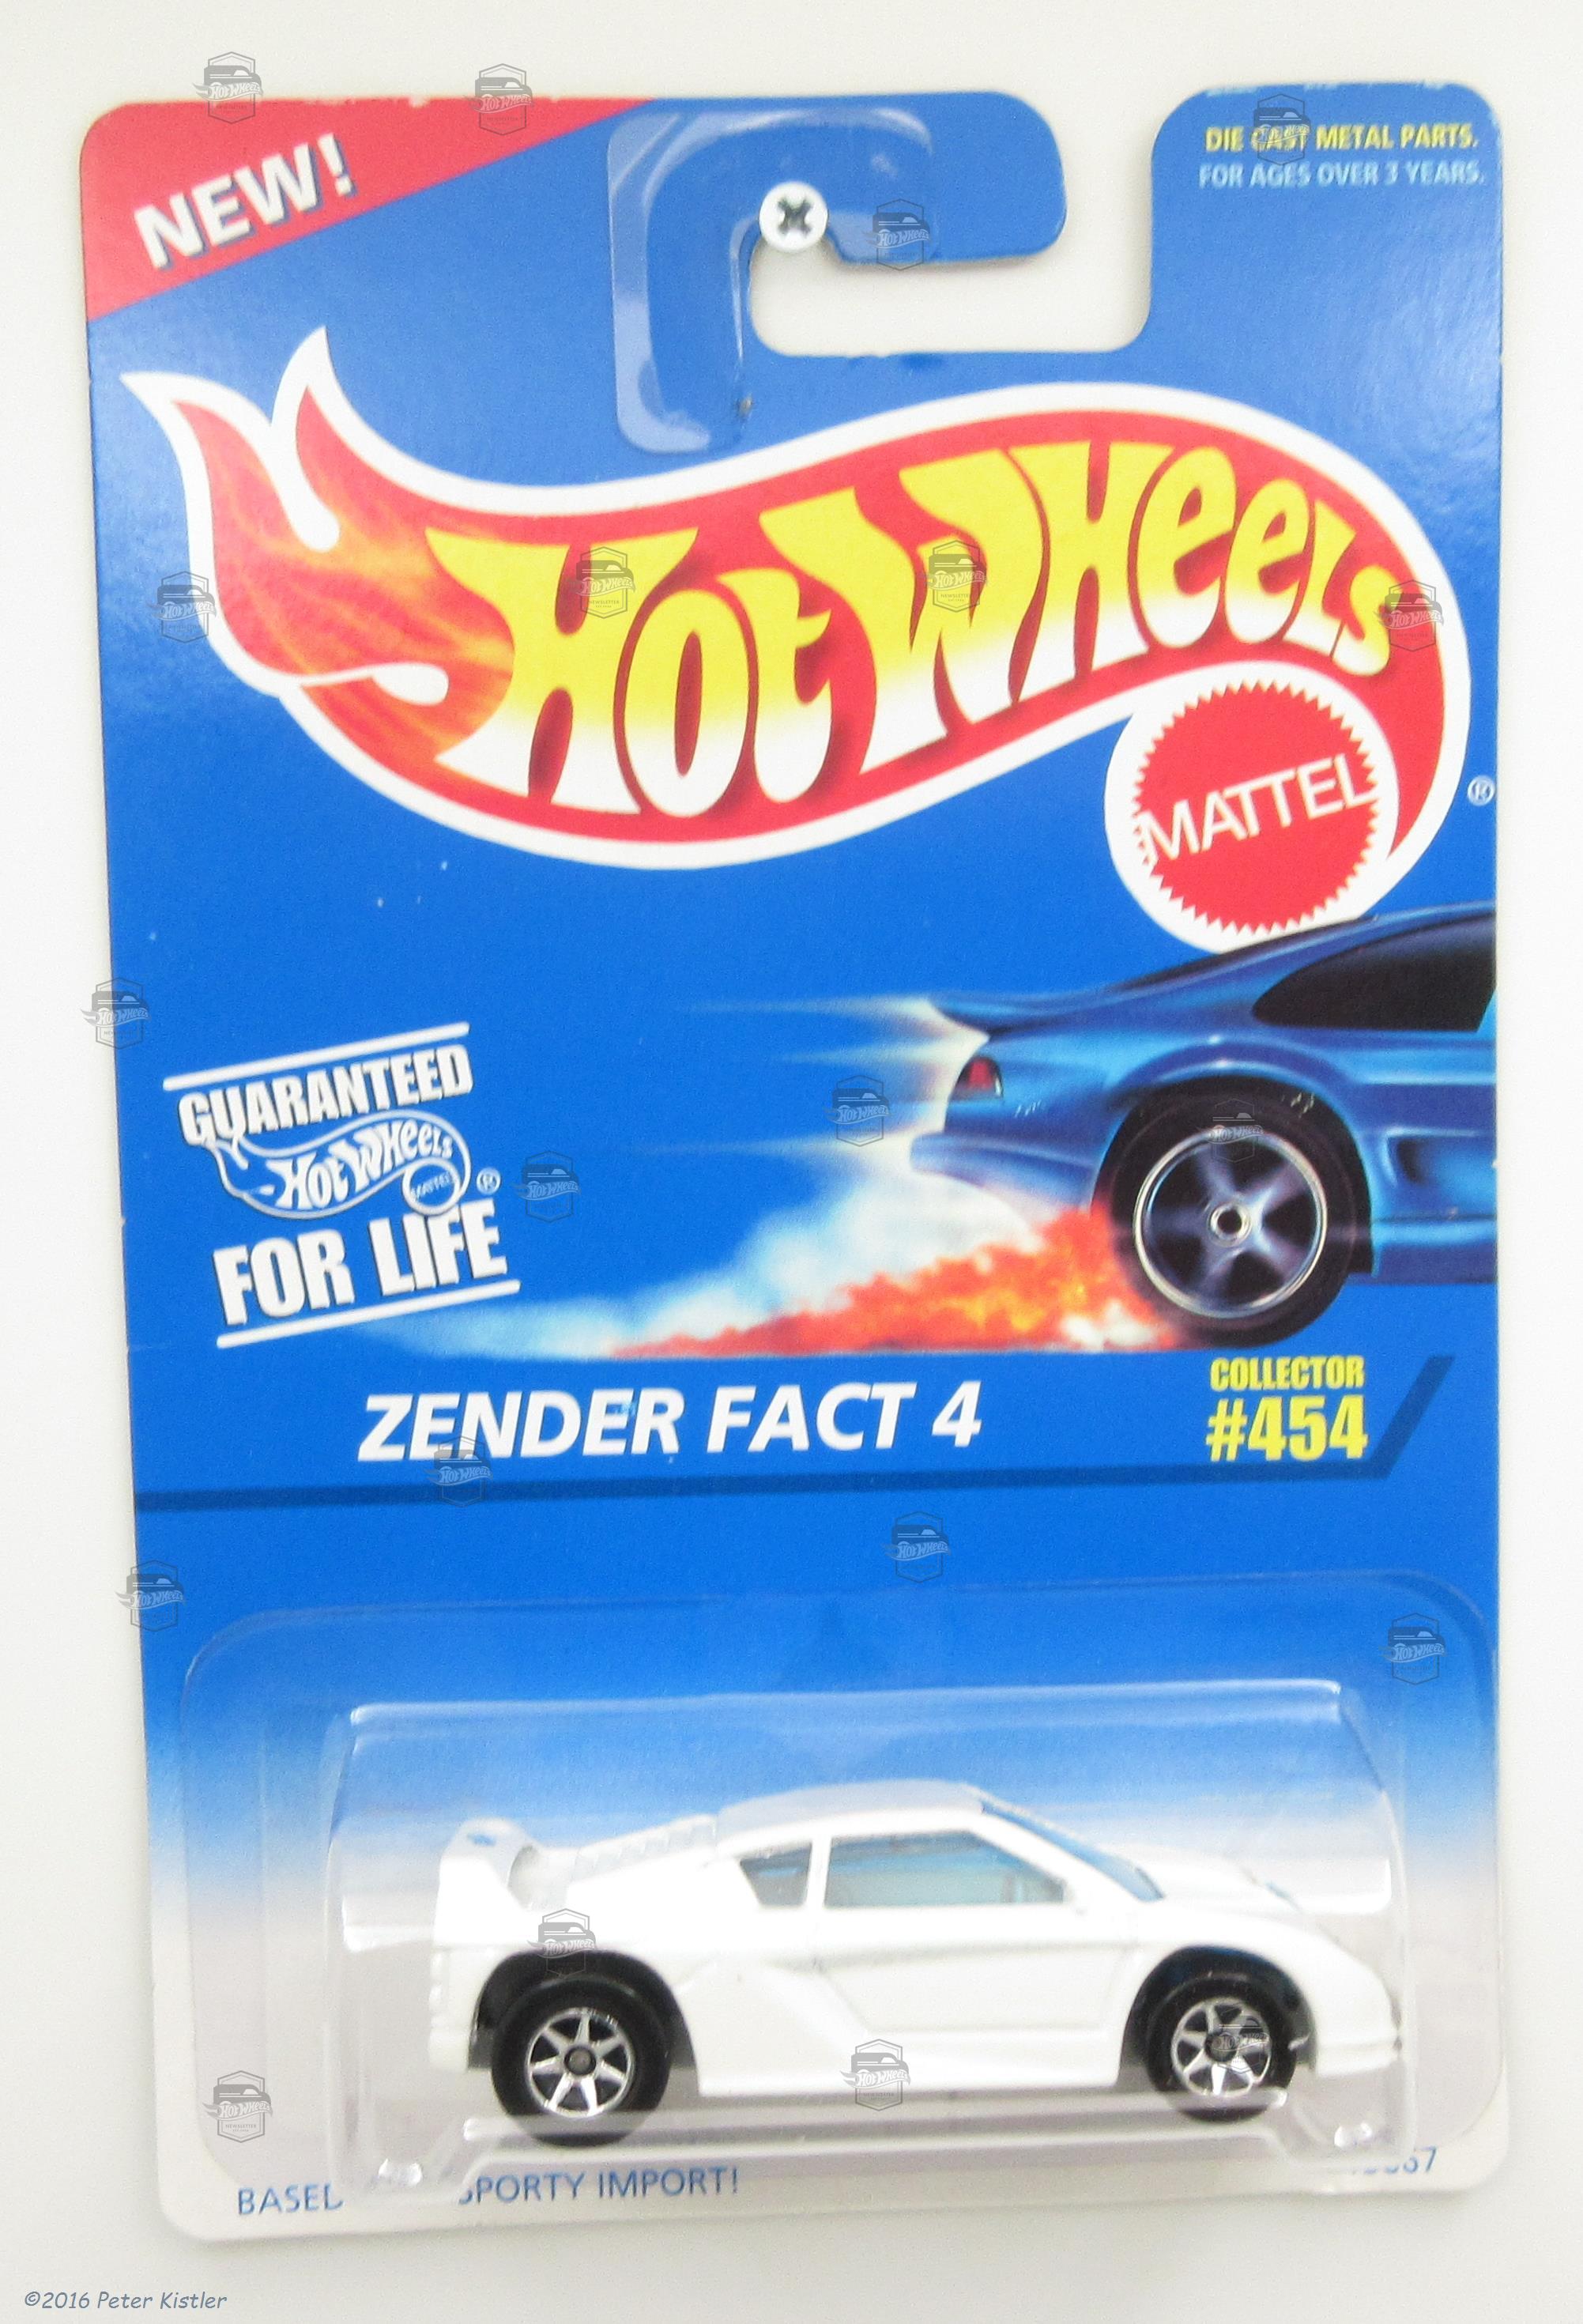 NEW!
DIE CAST METAL PARTS.
FOR AGES OVER 3 YEARS.
HOT WHEELS
MATTEL
®
GUARANTEED
HOT WHEELS
MATTEL
®
FOR LIFE
ZENDER FACT 4
COLLECTOR
#454
SPORTY IMPORT!
©2016 Peter Kistler